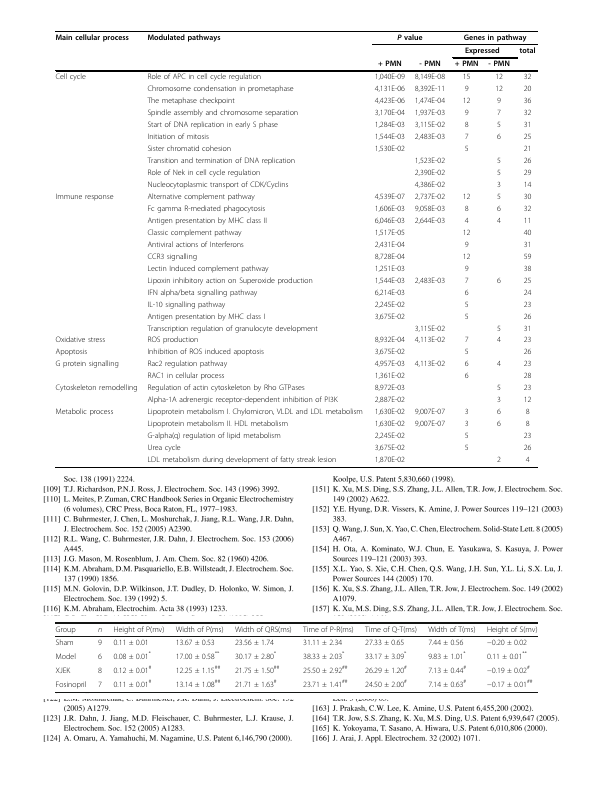 Main cellular process Modulated pathways P value Genes in pathway
Expressed total
+ PMN - PMN + PMN - PMN
Cell cycle Role of APC in cell cycle regulation 1,040E-09 8,149E-08 15 12 32
Chromosome condensation in prometaphase 4,131E-06 8,392E-11 9 12 20
The metaphase checkpoint 4,423E-06 1,474E-04 12 9 36
Spindle assembly and chromosome separation 3,170E-04 1,937E-03 9 7 32
Start of DNA replication in early S phase 1,284E-03 3,115E-02 8 5 31
Initiation of mitosis 1,544E-03 2,483E-03 7 6 25
Sister chromatid cohesion 1,530E-02 5 21
Transition and termination of DNA replication 1,523E-02 5 26
Role of Nek in cell cycle regulation 2,390E-02 5 29
Nucleocytoplasmic transport of CDK/Cyclins 4,386E-02 3 14
Immune response Alternative complement pathway 4,539E-07 2,737E-02 12 5 30
Fc gamma R-mediated phagocytosis 1,606E-03 9,058E-03 8 6 32
Antigen presentation by MHC class II 6,046E-03 2,644E-03 4 4 11
Classic complement pathway 1,517E-05 12 40
Antiviral actions of Interferons 2,431E-04 9 31
CCR3 signalling 8,728E-04 12 59
Lectin Induced complement pathway 1,251E-03 9 38
Lipoxin inhibitory action on Superoxide production 1,544E-03 2,483E-03 7 6 25
IFN alpha/beta signalling pathway 6,214E-03 6 24
IL-10 signalling pathway 2,245E-02 5 23
Antigen presentation by MHC class I 3,675E-02 5 26
Transcription regulation of granulocyte development 3,115E-02 5 31
Oxidative stress ROS production 8,932E-04 4,113E-02 7 4 23
Apoptosis Inhibition of ROS induced apoptosis 3,675E-02 5 26
G protein signalling Rac2 regulation pathway 4,957E-03 4,113E-02 6 4 23
RAC1 in cellular process 1,361E-02 6 28
Cytoskeleton remodelling Regulation of actin cytoskeleton by Rho GTPases 8,972E-03 5 23
Alpha-1A adrenergic receptor-dependent inhibition of PI3K 2,887E-02 3 12
Metabolic process Lipoprotein metabolism I. Chylomicron, VLDL and LDL metabolism 1,630E-02 9,007E-07 3 6 8
Lipoprotein metabolism II. HDL metabolism 1,630E-02 9,007E-07 3 6 8
G-alpha(q) regulation of lipid metabolism 2,245E-02 5 23
Urea cycle 3,675E-02 5 26
LDL metabolism during development of fatty streak lesion 1,870E-02 2 4
Soc. 138 (1991) 2224.
[109] T.J. Richardson, P.N.J. Ross, J. Electrochem. Soc. 143 (1996) 3992.
[110] L. Meites, P. Zuman, CRC Handbook Series in Organic Electrochemistry
(6 volumes), CRC Press, Boca Raton, FL, 1977–1983.
[111] C. Buhrmester, J. Chen, L. Moshurchak, J. Jiang, R.L. Wang, J.R. Dahn,
J. Electrochem. Soc. 152 (2005) A2390.
[112] R.L. Wang, C. Buhrmester, J.R. Dahn, J. Electrochem. Soc. 153 (2006)
A445.
[113] J.G. Mason, M. Rosenblum, J. Am. Chem. Soc. 82 (1960) 4206.
[114] K.M. Abraham, D.M. Pasquariello, E.B. Willsteadt, J. Electrochem. Soc.
137 (1990) 1856.
[115] M.N. Golovin, D.P. Wilkinson, J.T. Dudley, D. Holonko, W. Simon, J.
Electrochem. Soc. 139 (1992) 5.
[116] K.M. Abraham, Electrochim. Acta 38 (1993) 1233.
Koolpe, U.S. Patent 5,830,660 (1998).
[151] K. Xu, M.S. Ding, S.S. Zhang, J.L. Allen, T.R. Jow, J. Electrochem. Soc.
149 (2002) A622.
[152] Y.E. Hyung, D.R. Vissers, K. Amine, J. Power Sources 119–121 (2003)
383.
[153] Q. Wang, J. Sun, X. Yao, C. Chen, Electrochem. Solid-State Lett. 8 (2005)
A467.
[154] H. Ota, A. Kominato, W.J. Chun, E. Yasukawa, S. Kasuya, J. Power
Sources 119–121 (2003) 393.
[155] X.L. Yao, S. Xie, C.H. Chen, Q.S. Wang, J.H. Sun, Y.L. Li, S.X. Lu, J.
Power Sources 144 (2005) 170.
[156] K. Xu, S.S. Zhang, J.L. Allen, T.R. Jow, J. Electrochem. Soc. 149 (2002)
A1079.
[157] K. Xu, M.S. Ding, S.S. Zhang, J.L. Allen, T.R. Jow, J. Electrochem. Soc.
Group n Height of P(mv) Width of P(ms) Width of QRS(ms) Time of P-R(ms) Time of Q-T(ms) Width of T(ms) Height of S(mv)
Sham 9 0.11 ± 0.01 13.67 ± 0.53 23.56 ± 1.74 31.11 ± 2.34 27.33 ± 0.65 7.44 ± 0.56 −0.20 ± 0.02
Model 6 0.08 ± 0.01* 17.00 ± 0.58** 30.17 ± 2.80* 38.33 ± 2.03* 33.17 ± 3.09* 9.83 ± 1.01* 0.11 ± 0.01**
XJEK 8 0.12 ± 0.01# 12.25 ± 1.15## 21.75 ± 1.50## 25.50 ± 2.92## 26.29 ± 1.20# 7.13 ± 0.44# −0.19 ± 0.02#
Fosinopril 7 0.11 ± 0.01# 13.14 ± 1.08## 21.71 ± 1.63# 23.71 ± 1.41## 24.50 ± 2.00# 7.14 ± 0.63# −0.17 ± 0.01##
(2005) A1279.
[123] J.R. Dahn, J. Jiang, M.D. Fleischauer, C. Buhrmester, L.J. Krause, J.
Electrochem. Soc. 152 (2005) A1283.
[124] A. Omaru, A. Yamahuchi, M. Nagamine, U.S. Patent 6,146,790 (2000).
[163] J. Prakash, C.W. Lee, K. Amine, U.S. Patent 6,455,200 (2002).
[164] T.R. Jow, S.S. Zhang, K. Xu, M.S. Ding, U.S. Patent 6,939,647 (2005).
[165] K. Yokoyama, T. Sasano, A. Hiwara, U.S. Patent 6,010,806 (2000).
[166] J. Arai, J. Appl. Electrochem. 32 (2002) 1071.